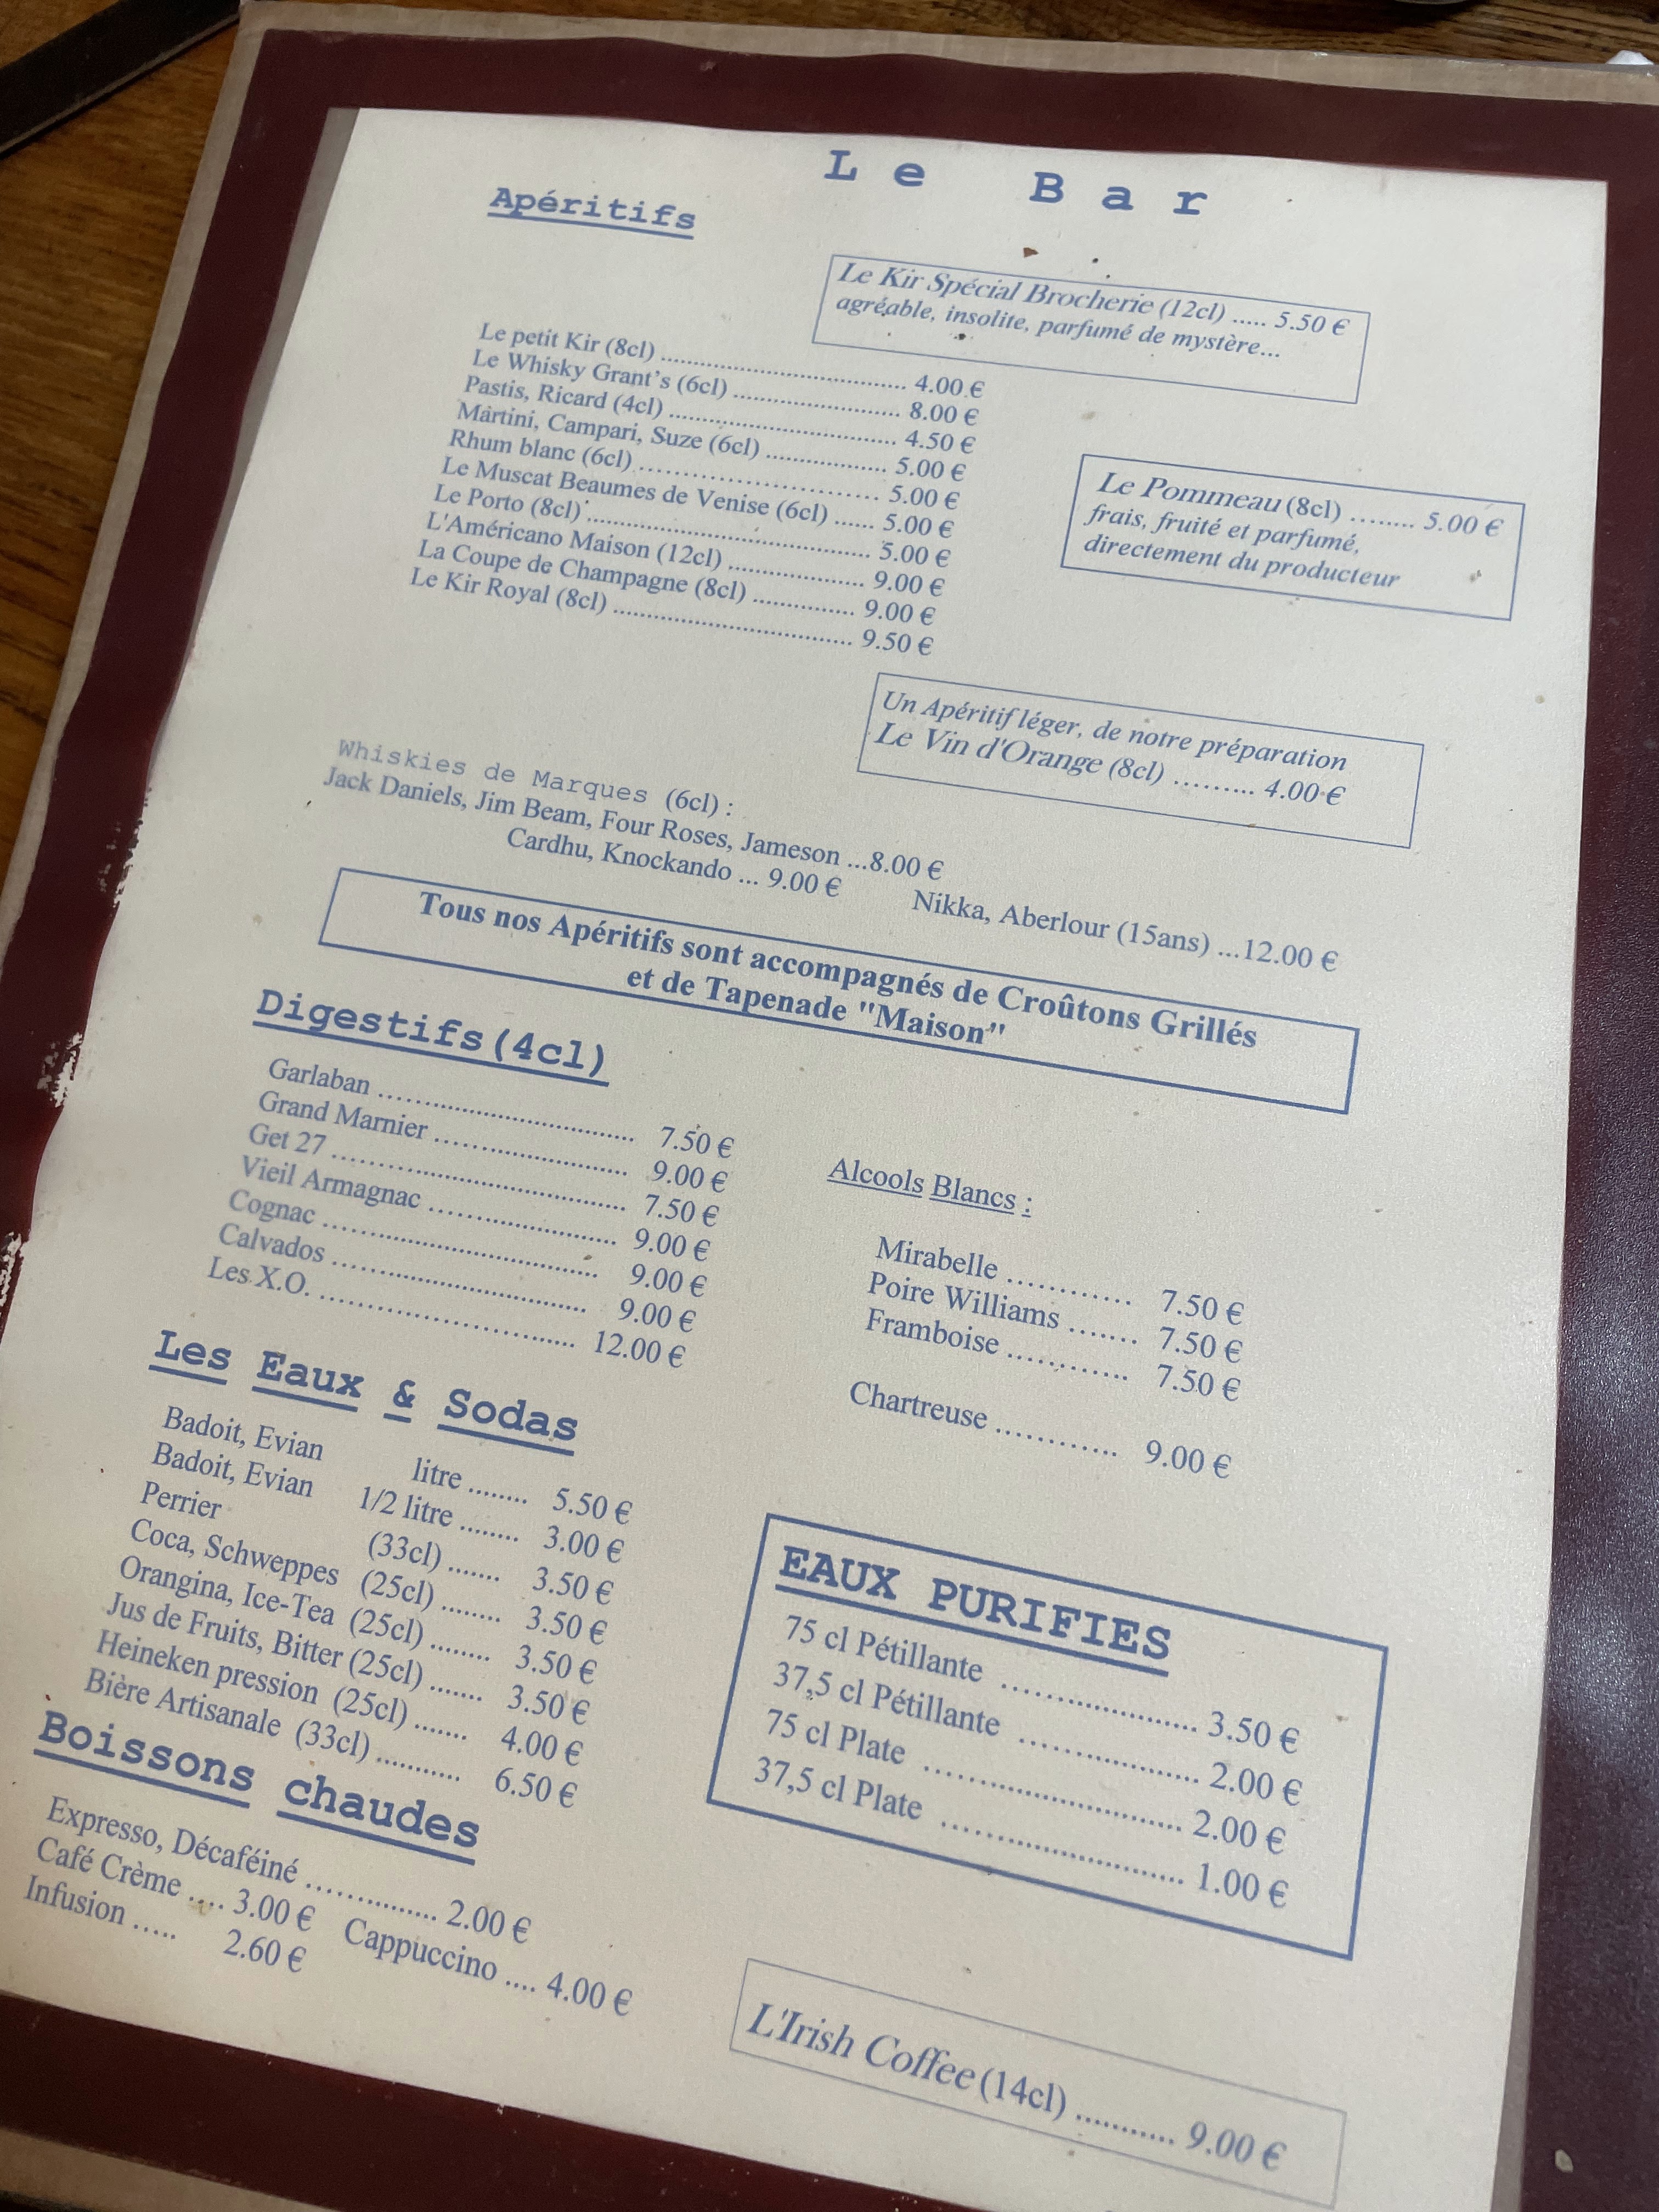 Le Bar
Apéritifs
Le Kir Spécial Brocherie (12cl) ..... 5.50 €
agréable, insolite, parfumé de mystère...
Le petit Kir (8cl) ........................................ 4.00 €
Le Whisky Grant's (6cl) ........................... 8.00 €
Pastis, Ricard (4cl) ..................................... 4.50 €
Martini, Campari, Suze (6cl) ................... 5.00 €
Rhum blanc (6cl) ....................................... 5.00 €
Le Muscat Beaumes de Venise (6cl) ...... 5.00 €
Le Porto (8cl) .............................................. 5.00 €
L'Américano Maison (12cl) ..................... 9.00 €
La Coupe de Champagne (8cl) ................ 9.00 €
Le Kir Royal (8cl) ....................................... 9.50 €
Le Pommeau (8cl) ........ 5.00 €
frais, fruité et parfumé,
directement du producteur
Un Apéritif léger, de notre préparation
Le Vin d'Orange (8cl) ......... 4.00 €
Whiskies de Marques (6cl) :
Jack Daniels, Jim Beam, Four Roses, Jameson ...8.00 €
Cardhu, Knockando ... 9.00 € Nikka, Aberlour (15ans) ...12.00 €
Tous nos Apéritifs sont accompagnés de Croûtons Grillés
et de Tapenade "Maison"
Digestifs(4cl)
Garlaban ........................................ 7.50 €
Grand Marnier .............................. 9.00 €
Get 27 ............................................. 7.50 €
Vieil Armagnac ............................. 9.00 €
Cognac .......................................... 9.00 €
Calvados ....................................... 9.00 €
Les X.O. ....................................... 12.00 €
Alcools Blancs :
Mirabelle ............. 7.50 €
Poire Williams ....... 7.50 €
Framboise ............. 7.50 €
Chartreuse ............. 9.00 €
Les Eaux & Sodas
Badoit, Evian litre ........ 5.50 €
Badoit, Evian 1/2 litre ........ 3.00 €
Perrier (33cl) ....... 3.50 €
Coca, Schweppes (25cl) ........ 3.50 €
Orangina, Ice-Tea (25cl) ........ 3.50 €
Jus de Fruits, Bitter (25cl) ....... 3.50 €
Heineken pression (25cl) ....... 4.00 €
Bière Artisanale (33cl) ........... 6.50 €
EAUX PURIFIES
75 cl Pétillante .......................... 3.50 €
37,5 cl Pétillante ........................ 2.00 €
75 cl Plate .................................. 2.00 €
37,5 cl Plate ................................ 1.00 €
Boissons chaudes
Expresso, Décaféiné .................. 2.00 €
Café Crème .... 3.00 € Cappuccino .... 4.00 €
Infusion ..... 2.60 €
L'Irish Coffee (14cl) ........... 9.00 €